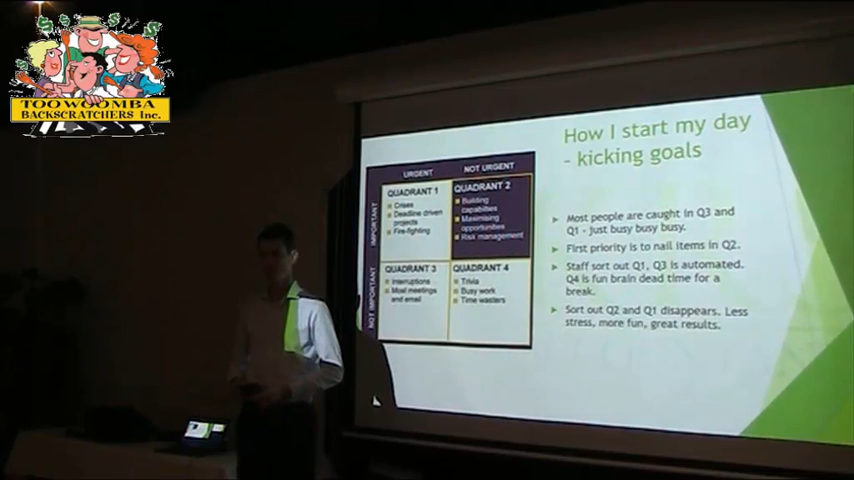 TOOWOOMBA
BACKSCRATCHERS Inc.
How I start my day
- kicking goals
URGENT
NOT URGENT
IMPORTANT
QUADRANT 1
Crises
Deadline driven
projects
Fire-fighting
QUADRANT 2
Building
capabilities
Maximising
opportunities
Risk management
NOT IMPORTANT
QUADRANT 3
Interruptions
Most meetings
and email
QUADRANT 4
Trivia
Busy work
Time wasters
Most people are caught in Q3 and
Q1 - just busy busy busy.
First priority is to nail items in Q2.
Staff sort out Q1, Q3 is automated.
Q4 is fun brain dead time for a
break.
Sort out Q2 and Q1 disappears. Less
stress, more fun, great results.